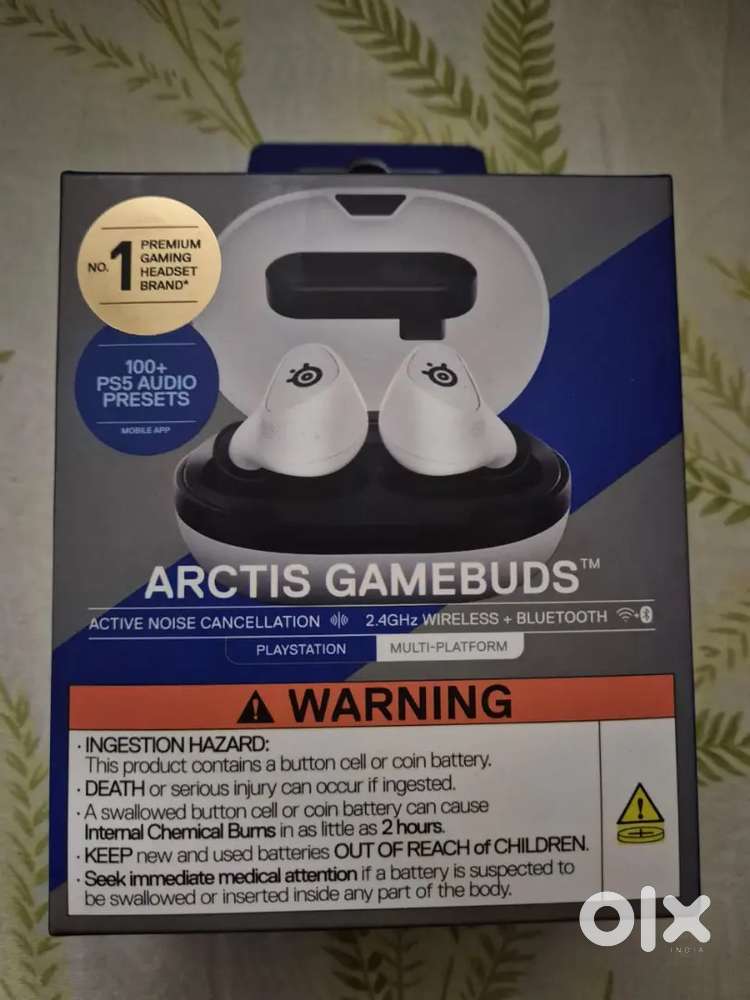 NO. 1 PREMIUM
GAMING
HEADSET
BRAND*
100+
PS5 AUDIO
PRESETS
MOBILE APP
ARCTIS GAMEBUDS™
ACTIVE NOISE CANCELLATION
2.4GHz WIRELESS + BLUETOOTH
PLAYSTATION
MULTI-PLATFORM
WARNING
· INGESTION HAZARD:
This product contains a button cell or coin battery.
· DEATH or serious injury can occur if ingested.
· A swallowed button cell or coin battery can cause
Internal Chemical Burns in as little as 2 hours.
· KEEP new and used batteries OUT OF REACH of CHILDREN.
· Seek immediate medical attention if a battery is suspected to
be swallowed or inserted inside any part of the body.
olx
INDIA